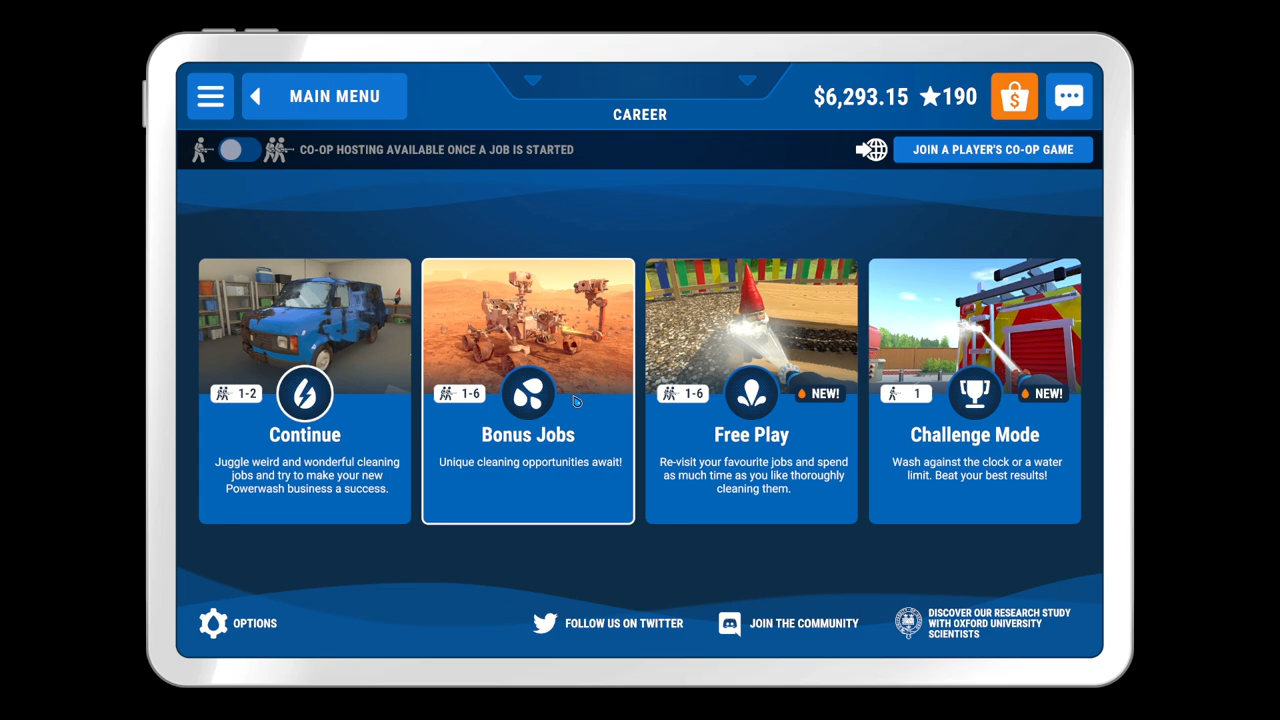 MAIN MENU
CAREER
$6,293.15 ★190
CO-OP HOSTING AVAILABLE ONCE A JOB IS STARTED
JOIN A PLAYER'S CO-OP GAME
1-2
Continue
Juggle weird and wonderful cleaning
jobs and try to make your new
Powerwash business a success.
1-6
Bonus Jobs
Unique cleaning opportunities await!
1-6
NEW!
Free Play
Re-visit your favourite jobs and spend
as much time as you like thoroughly
cleaning them.
1
NEW!
Challenge Mode
Wash against the clock or a water
limit. Beat your best results!
OPTIONS
FOLLOW US ON TWITTER
JOIN THE COMMUNITY
DISCOVER OUR RESEARCH STUDY
WITH OXFORD UNIVERSITY
SCIENTISTS